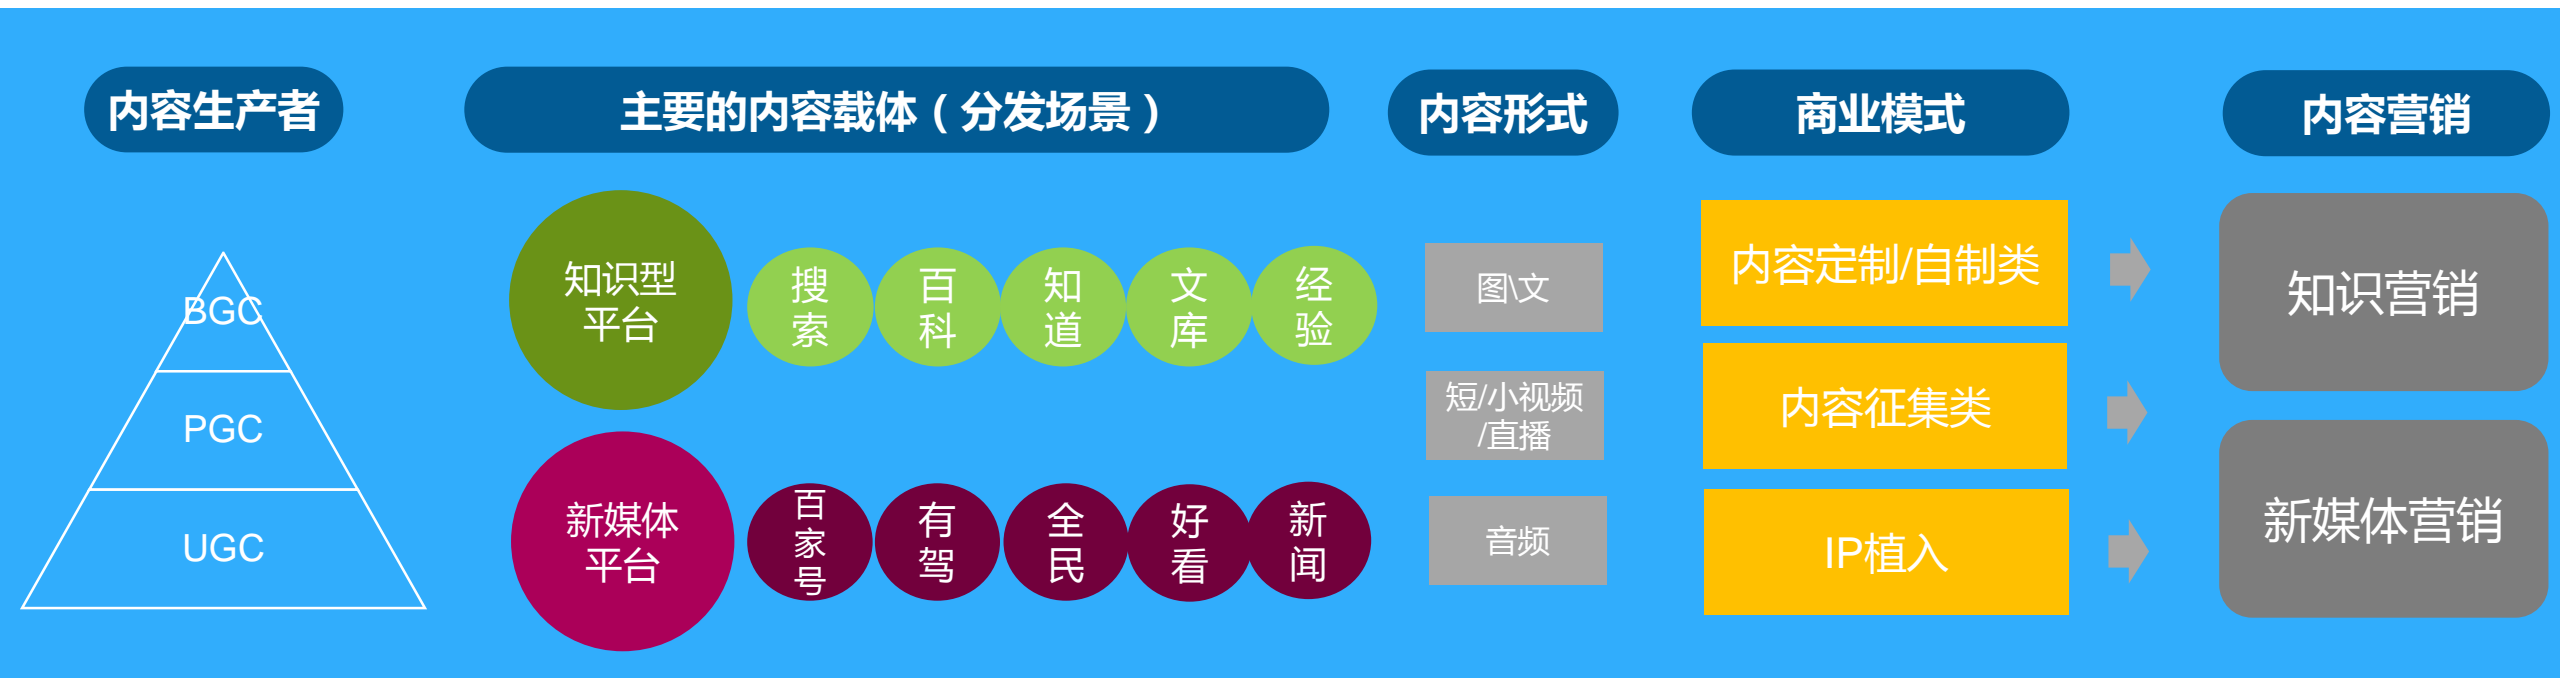 内容生产者
主要的内容载体（分发场景）
内容形式
商业模式
内容营销
BGC
PGC
UGC
知识型
平台
搜
索
百
科
知
道
文
库
经
验
新媒体
平台
百
家
号
有
驾
全
民
好
看
新
闻
图\文
短/小视频
/直播
音频
内容定制/自制类
内容征集类
IP植入
知识营销
新媒体营销